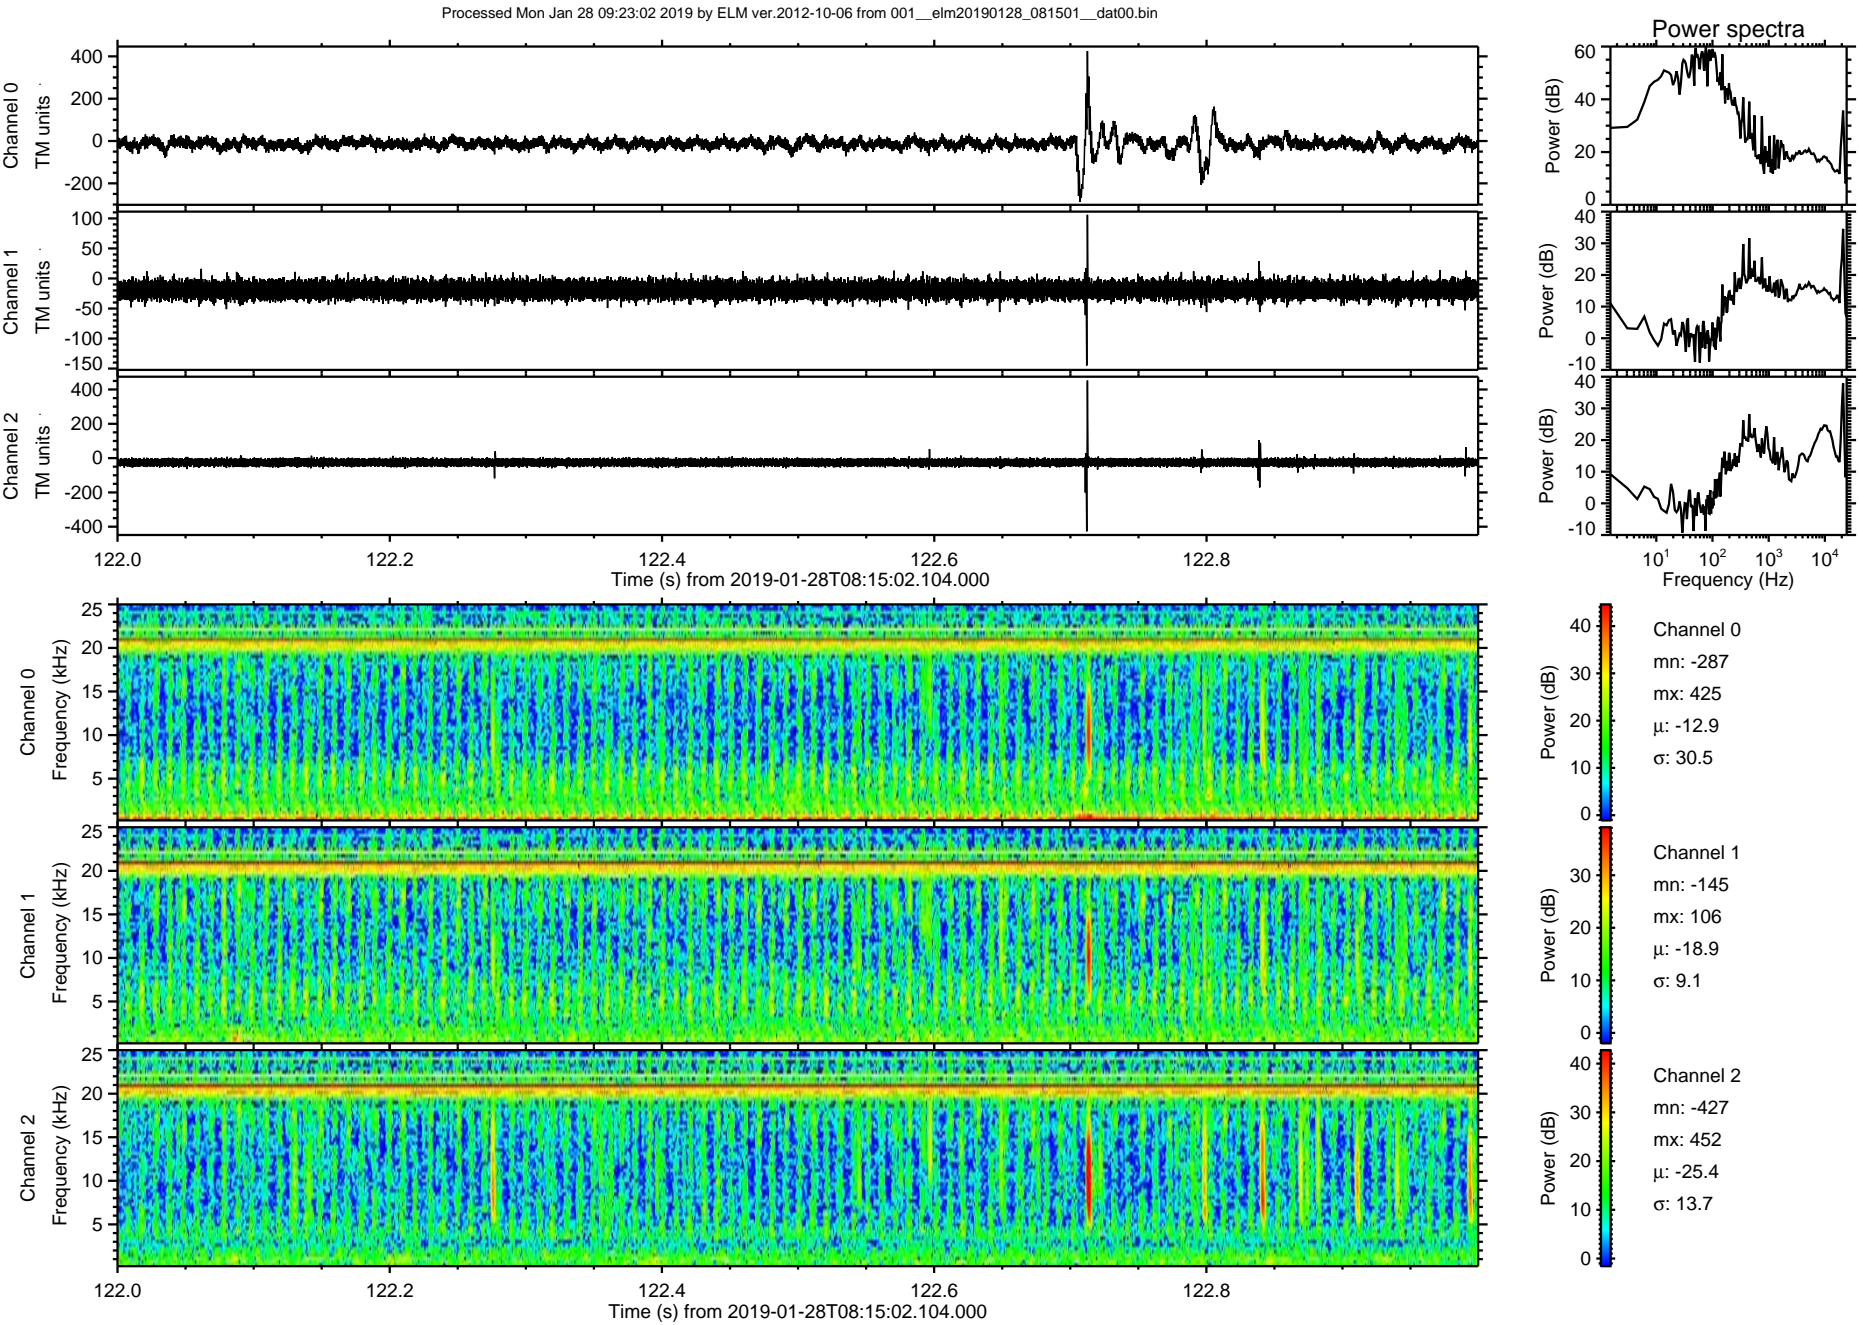 Processed Mon Jan 28 09:23:02 2019 by ELM ver.2012-10-06 from 001__elm20190128_081501__dat00.bin
Power spectra
Channel 0
TM units
400
200
0
-200
Power (dB)
60
40
20
0
Channel 1
TM units
100
50
0
-50
-100
-150
Power (dB)
40
30
20
10
0
-10
Channel 2
TM units
400
200
0
-200
-400
Power (dB)
40
30
20
10
0
-10
122.0 122.2 122.4 122.6 122.8
Time (s) from 2019-01-28T08:15:02.104.000
10¹ 10² 10³ 10⁴
Frequency (Hz)
Channel 0
Frequency (kHz)
25
20
15
10
5
Power (dB)
40
30
20
10
0
Channel 0
mn: -287
mx: 425
μ: -12.9
σ: 30.5
Channel 1
Frequency (kHz)
25
20
15
10
5
Power (dB)
30
20
10
0
Channel 1
mn: -145
mx: 106
μ: -18.9
σ: 9.1
Channel 2
Frequency (kHz)
25
20
15
10
5
Power (dB)
40
30
20
10
0
Channel 2
mn: -427
mx: 452
μ: -25.4
σ: 13.7
122.0 122.2 122.4 122.6 122.8
Time (s) from 2019-01-28T08:15:02.104.000